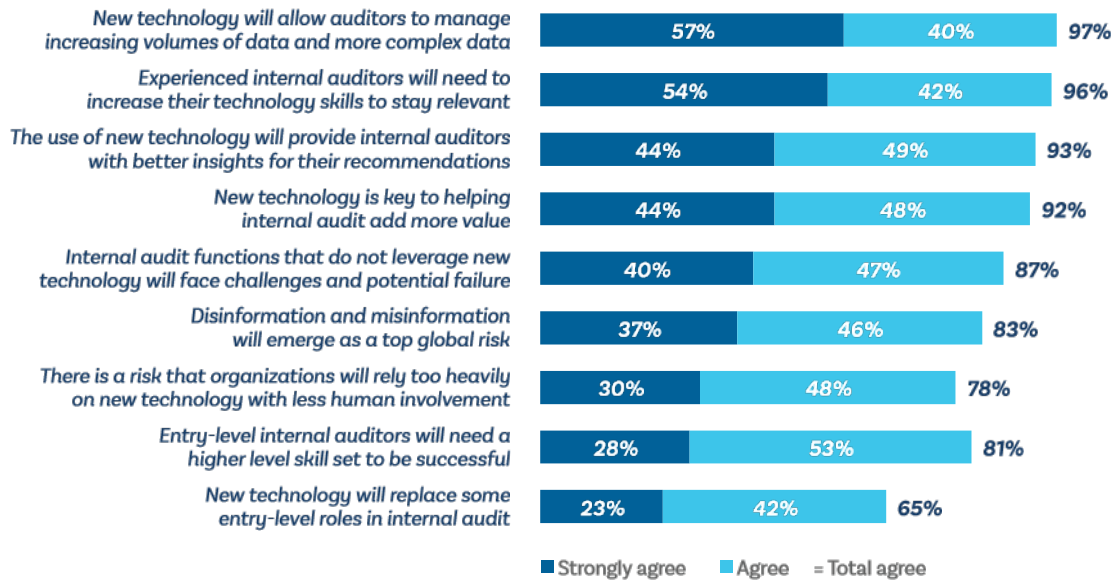 New technology will allow auditors to manage
increasing volumes of data and more complex data
57% 40% 97%
Experienced internal auditors will need to
increase their technology skills to stay relevant
54% 42% 96%
The use of new technology will provide internal auditors
with better insights for their recommendations
44% 49% 93%
New technology is key to helping
internal audit add more value
44% 48% 92%
Internal audit functions that do not leverage new
technology will face challenges and potential failure
40% 47% 87%
Disinformation and misinformation
will emerge as a top global risk
37% 46% 83%
There is a risk that organizations will rely too heavily
on new technology with less human involvement
30% 48% 78%
Entry-level internal auditors will need a
higher level skill set to be successful
28% 53% 81%
New technology will replace some
entry-level roles in internal audit
23% 42% 65%
Strongly agree Agree = Total agree